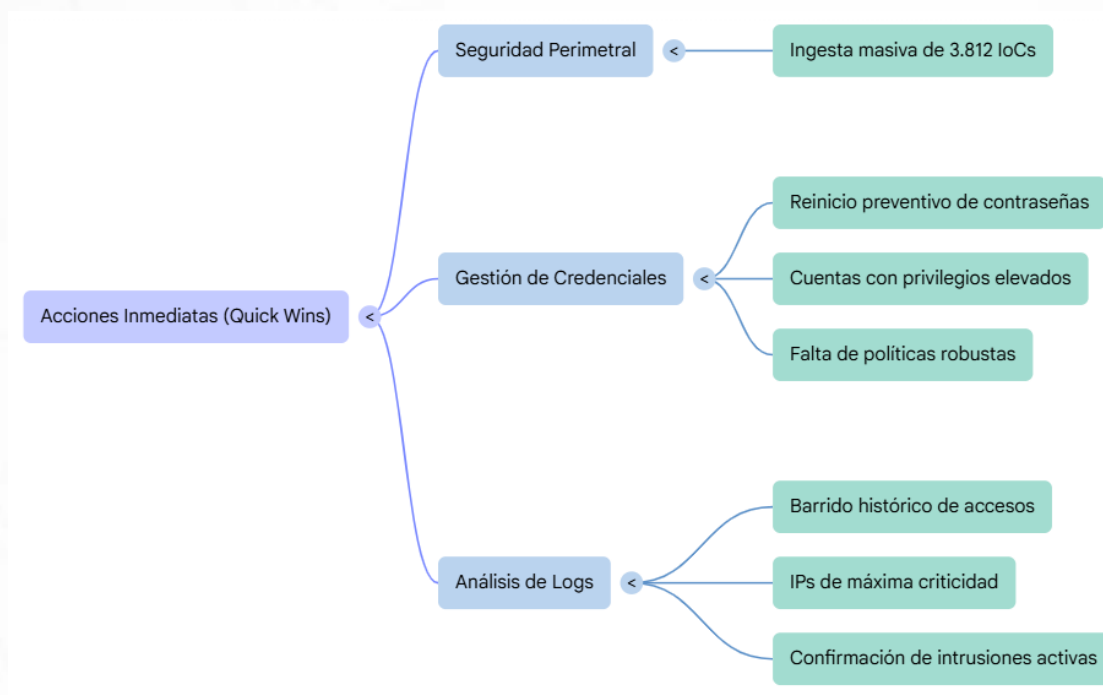 Seguridad Perimetral
Ingesta masiva de 3.812 IoCs
Reinicio preventivo de contraseñas
Gestión de Credenciales
Cuentas con privilegios elevados
Acciones Inmediatas (Quick Wins)
Falta de políticas robustas
Barrido histórico de accesos
Análisis de Logs
IPs de máxima criticidad
Confirmación de intrusiones activas